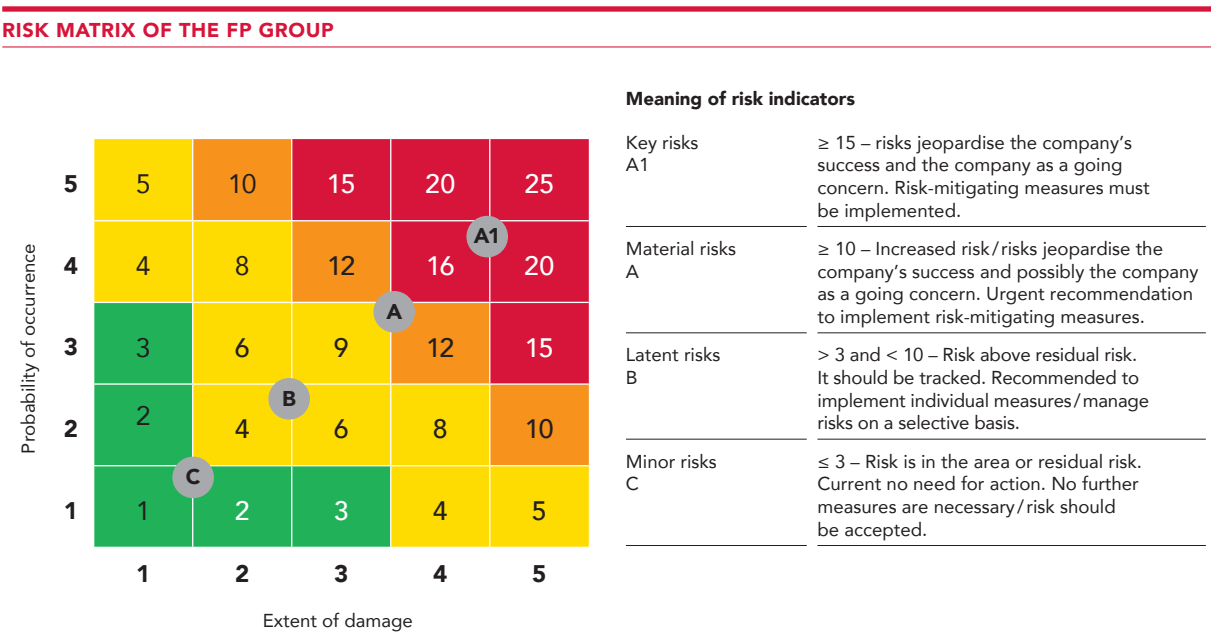 RISK MATRIX OF THE FP GROUP
Probability of occurrence
5 5 10 15 20 25
A1
4 4 8 12 16 20
A
3 3 6 9 12 15
B
2 2 4 6 8 10
C
1 1 2 3 4 5
1 2 3 4 5
Extent of damage
Meaning of risk indicators
Key risks
A1
≥ 15 – risks jeopardise the company’s
success and the company as a going
concern. Risk-mitigating measures must
be implemented.
Material risks
A
≥ 10 – Increased risk/risks jeopardise the
company’s success and possibly the company
as a going concern. Urgent recommendation
to implement risk-mitigating measures.
Latent risks
B
> 3 and < 10 – Risk above residual risk.
It should be tracked. Recommended to
implement individual measures/manage
risks on a selective basis.
Minor risks
C
≤ 3 – Risk is in the area or residual risk.
Current no need for action. No further
measures are necessary/risk should
be accepted.